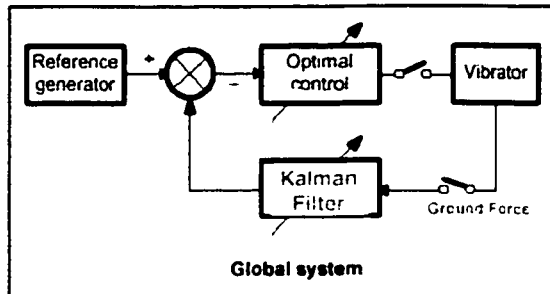 Reference
generator
+
−
Optimal
control
Vibrator
Kalman
Filter
Ground Force
Global system